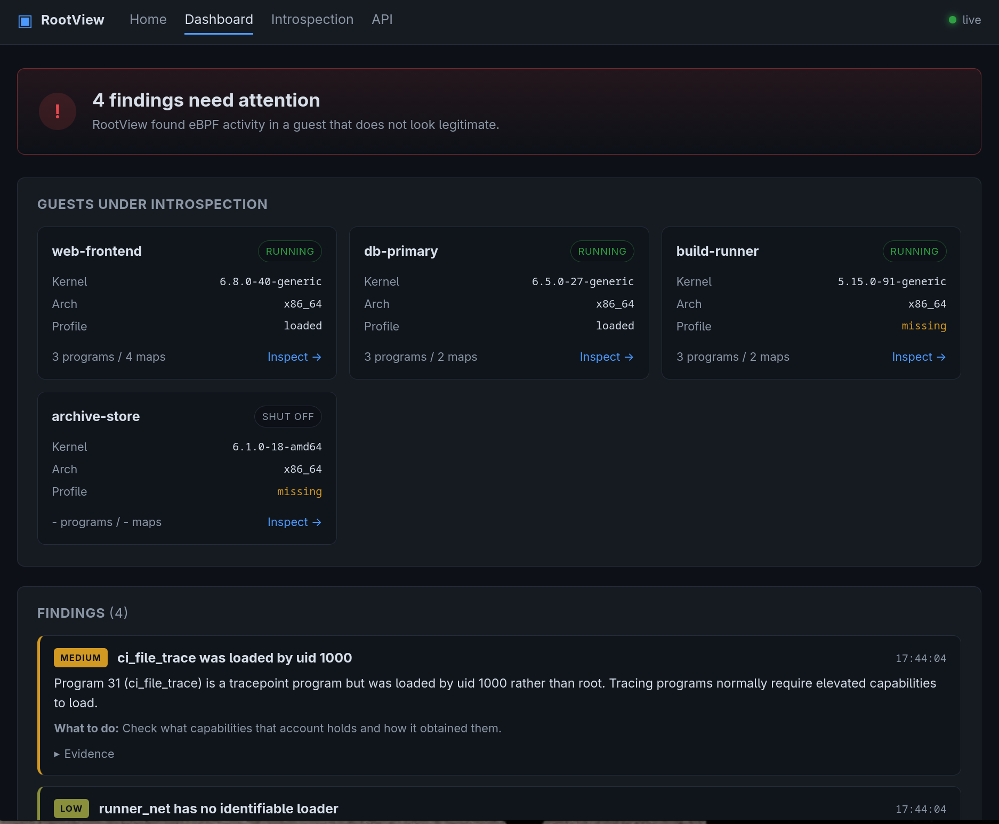 RootView Home Dashboard Introspection API live
!
4 findings need attention
RootView found eBPF activity in a guest that does not look legitimate.
GUESTS UNDER INTROSPECTION
web-frontend RUNNING
Kernel 6.8.0-40-generic
Arch x86_64
Profile loaded
3 programs / 4 maps Inspect →
db-primary RUNNING
Kernel 6.5.0-27-generic
Arch x86_64
Profile loaded
3 programs / 2 maps Inspect →
build-runner RUNNING
Kernel 5.15.0-91-generic
Arch x86_64
Profile missing
3 programs / 2 maps Inspect →
archive-store SHUT OFF
Kernel 6.1.0-18-amd64
Arch x86_64
Profile missing
- programs / - maps Inspect →
FINDINGS (4)
MEDIUM ci_file_trace was loaded by uid 1000 17:44:04
Program 31 (ci_file_trace) is a tracepoint program but was loaded by uid 1000 rather than root. Tracing programs normally require elevated capabilities
to load.
What to do: Check what capabilities that account holds and how it obtained them.
▸ Evidence
LOW runner_net has no identifiable loader 17:44:04